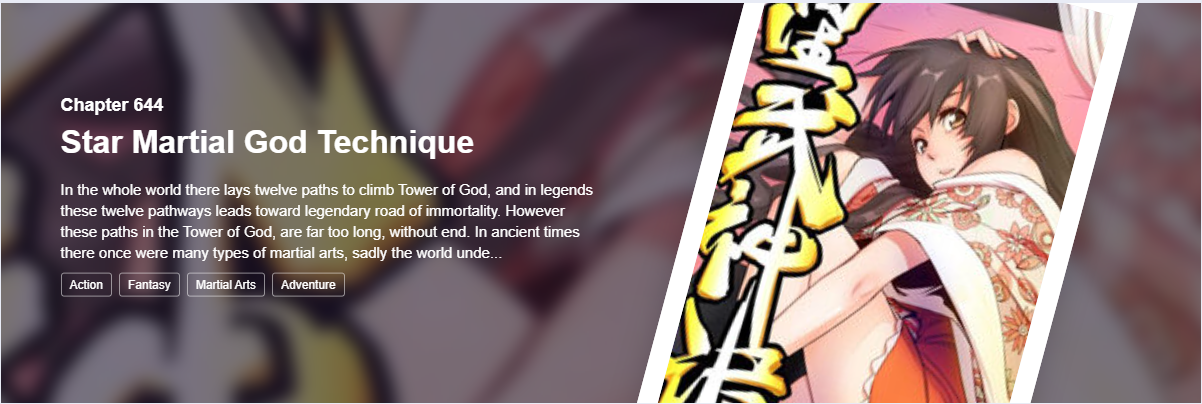 Chapter 644
Star Martial God Technique
In the whole world there lays twelve paths to climb Tower of God, and in legends
these twelve pathways leads toward legendary road of immortality. However
these paths in the Tower of God, are far too long, without end. In ancient times
there once were many types of martial arts, sadly the world unde...
Action Fantasy Martial Arts Adventure
武神